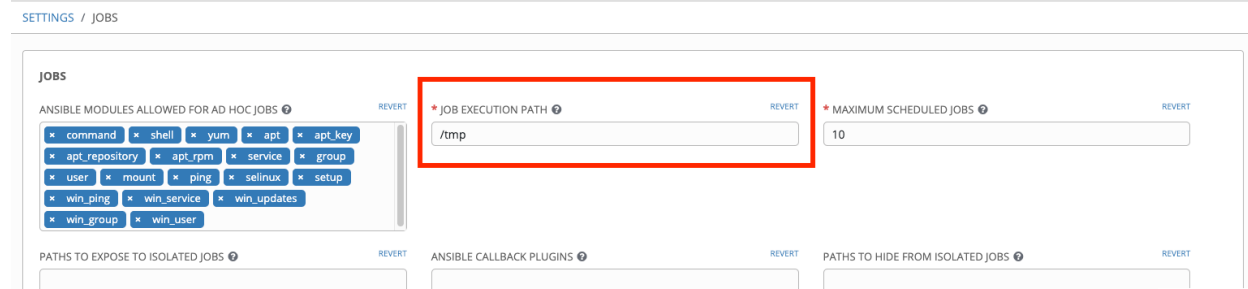 SETTINGS / JOBS
JOBS
ANSIBLE MODULES ALLOWED FOR AD HOC JOBS ? REVERT
× command × shell × yum × apt × apt_key
× apt_repository × apt_rpm × service × group
× user × mount × ping × selinux × setup
× win_ping × win_service × win_updates
× win_group × win_user
* JOB EXECUTION PATH ? REVERT
/tmp
* MAXIMUM SCHEDULED JOBS ? REVERT
10
PATHS TO EXPOSE TO ISOLATED JOBS ? REVERT
ANSIBLE CALLBACK PLUGINS ? REVERT
PATHS TO HIDE FROM ISOLATED JOBS ? REVERT